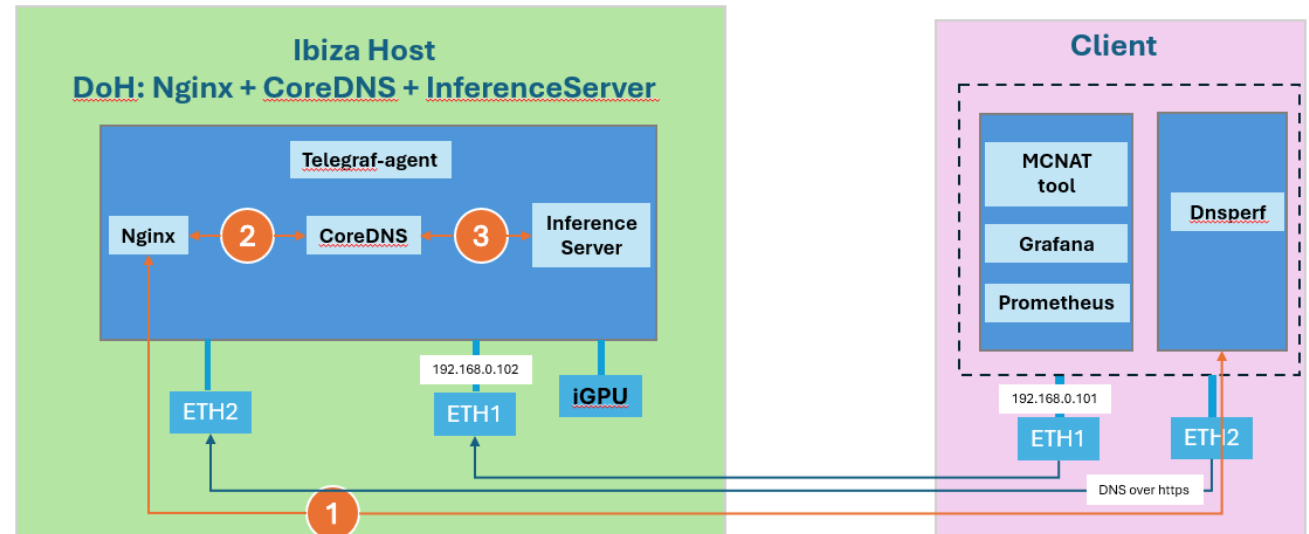 Ibiza Host
DoH: Nginx + CoreDNS + InferenceServer
Telegraf-agent
Nginx
2
CoreDNS
3
Inference
Server
192.168.0.102
ETH2
ETH1
iGPU
1
Client
MCNAT
tool
Grafana
Prometheus
Dnsperf
192.168.0.101
ETH1
ETH2
DNS over https